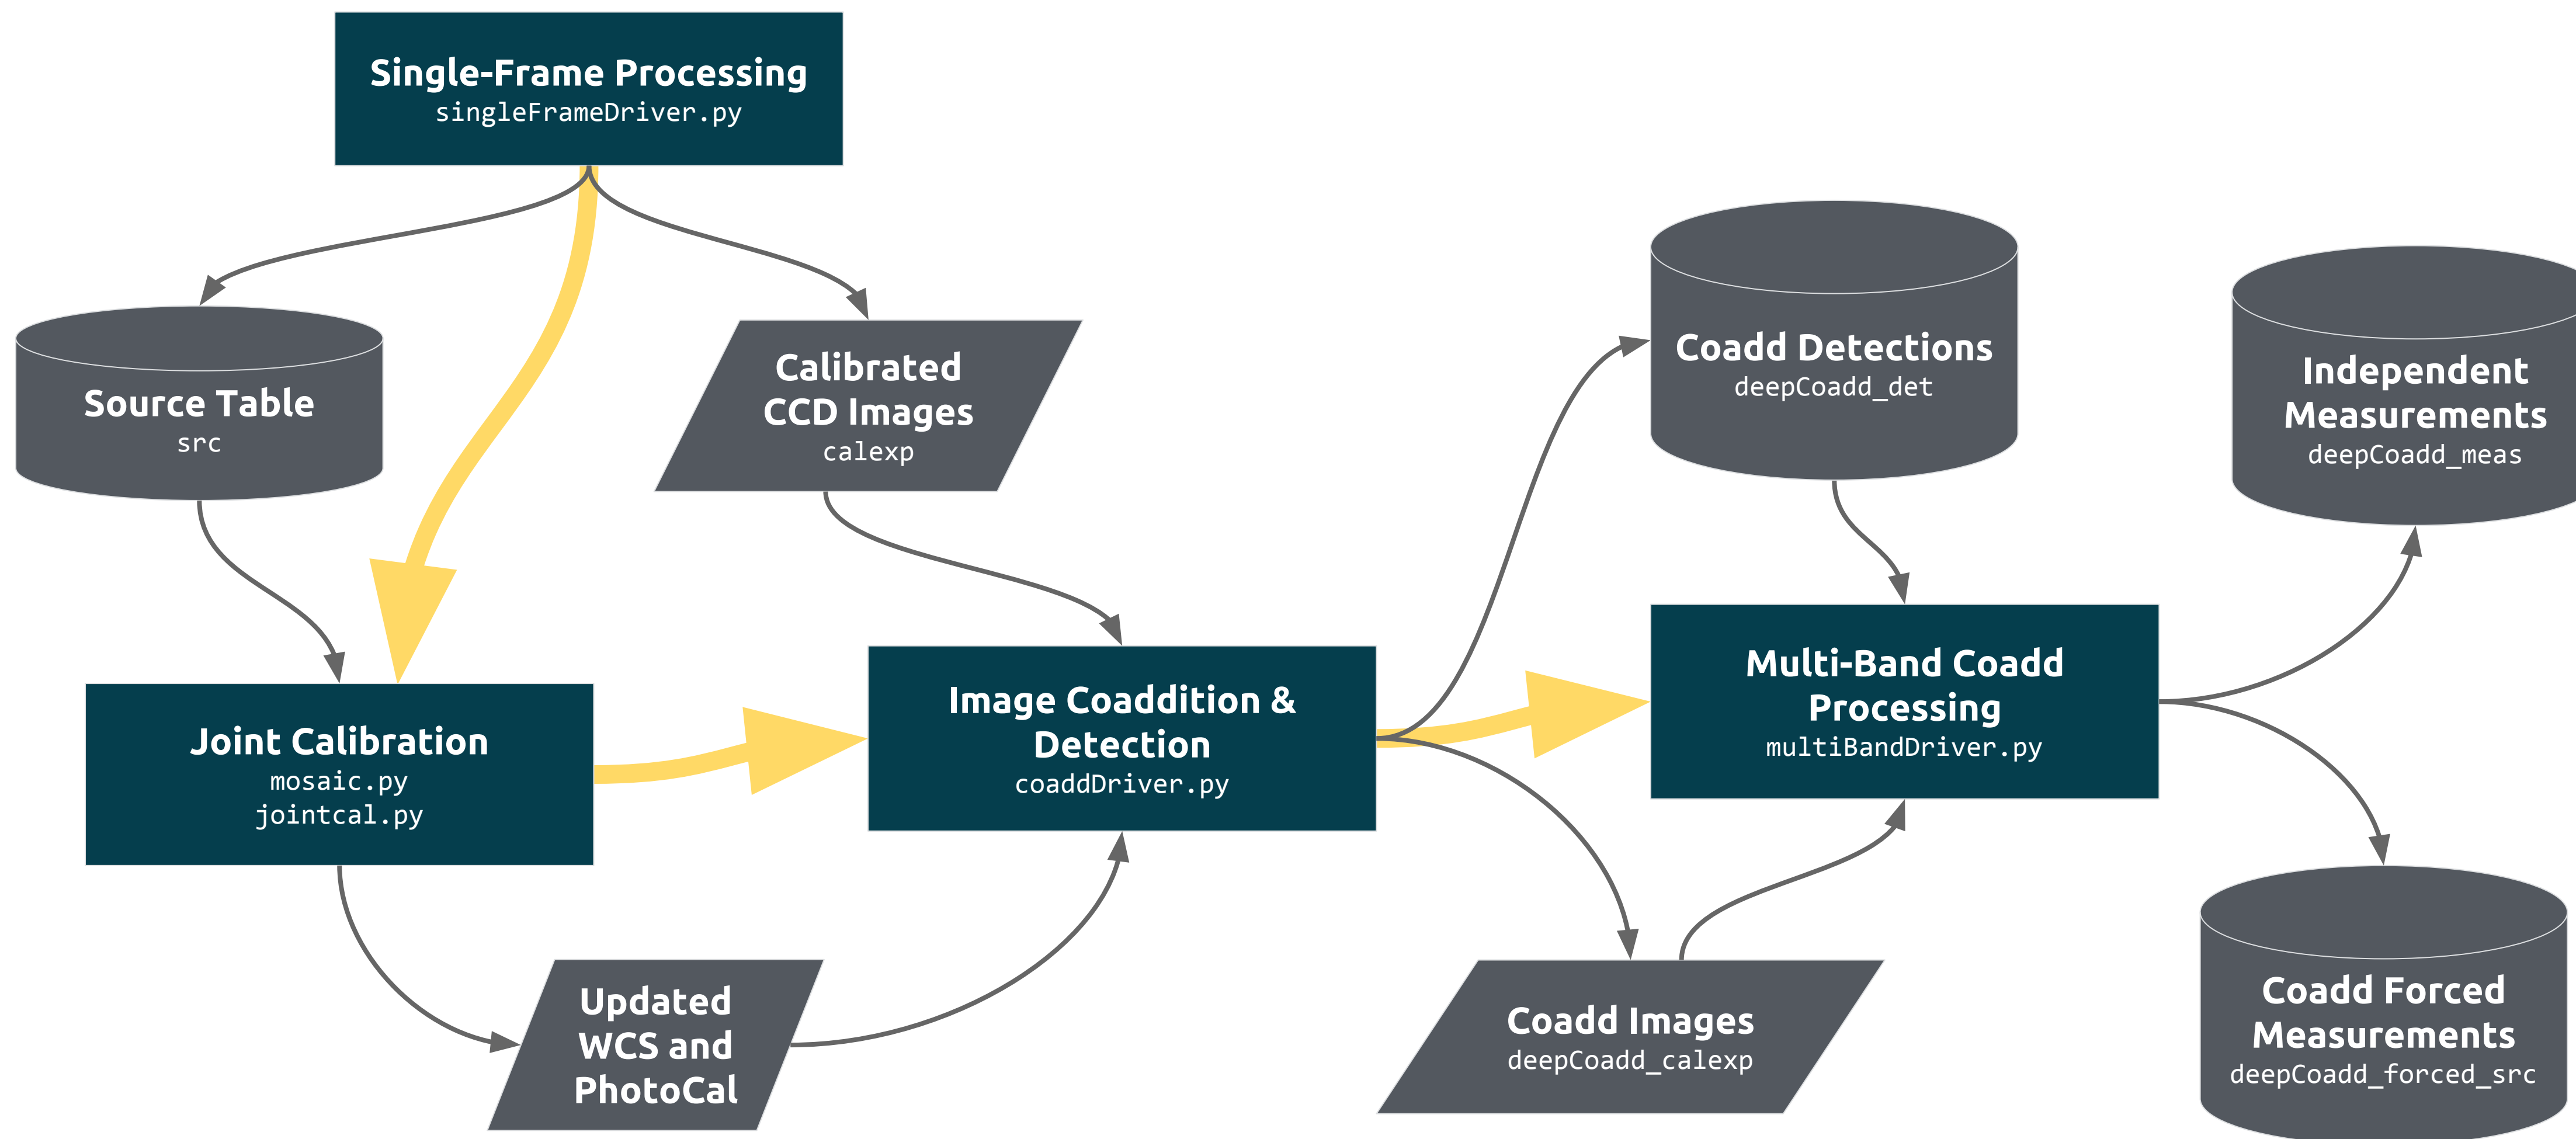 Single-Frame Processing
singleFrameDriver.py
Source Table
src
Calibrated
CCD Images
calexp
Joint Calibration
mosaic.py
jointcal.py
Updated
WCS and
PhotoCal
Image Coaddition &
Detection
coaddDriver.py
Coadd Detections
deepCoadd_det
Multi-Band Coadd
Processing
multiBandDriver.py
Coadd Images
deepCoadd_calexp
Independent
Measurements
deepCoadd_meas
Coadd Forced
Measurements
deepCoadd_forced_src